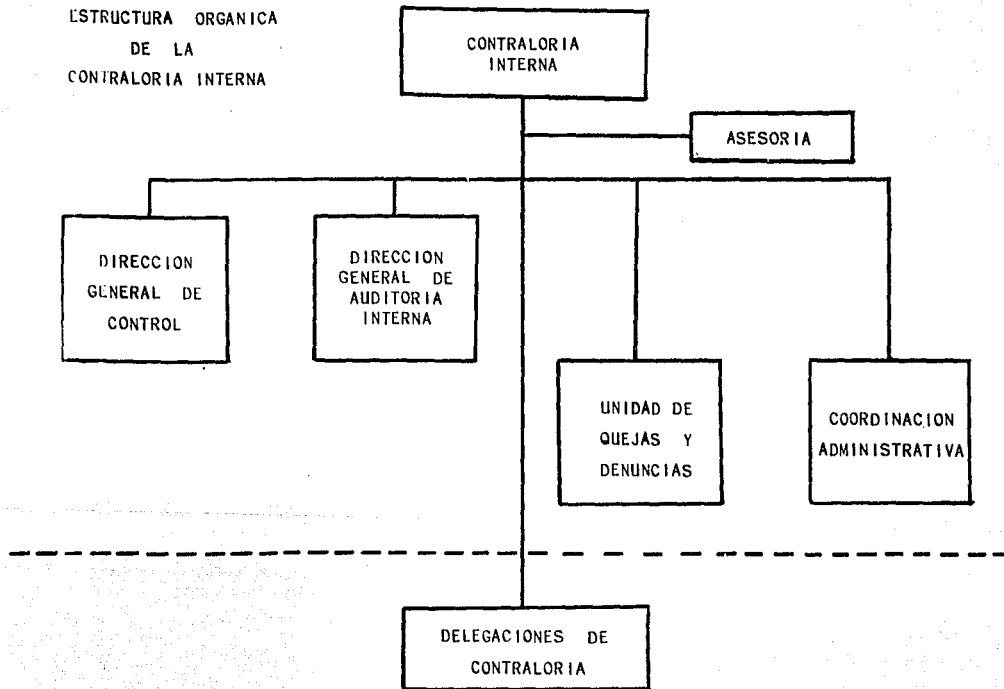 ESTRUCTURA ORGANICA
DE LA
CONTRALORIA INTERNA
CONTRALORIA
INTERNA
ASESORIA
DIRECCION
GENERAL DE
CONTROL
DIRECCION
GENERAL DE
AUDITORIA
INTERNA
UNIDAD DE
QUEJAS Y
DENUNCIAS
COORDINACION
ADMINISTRATIVA
DELEGACIONES DE
CONTRALORIA